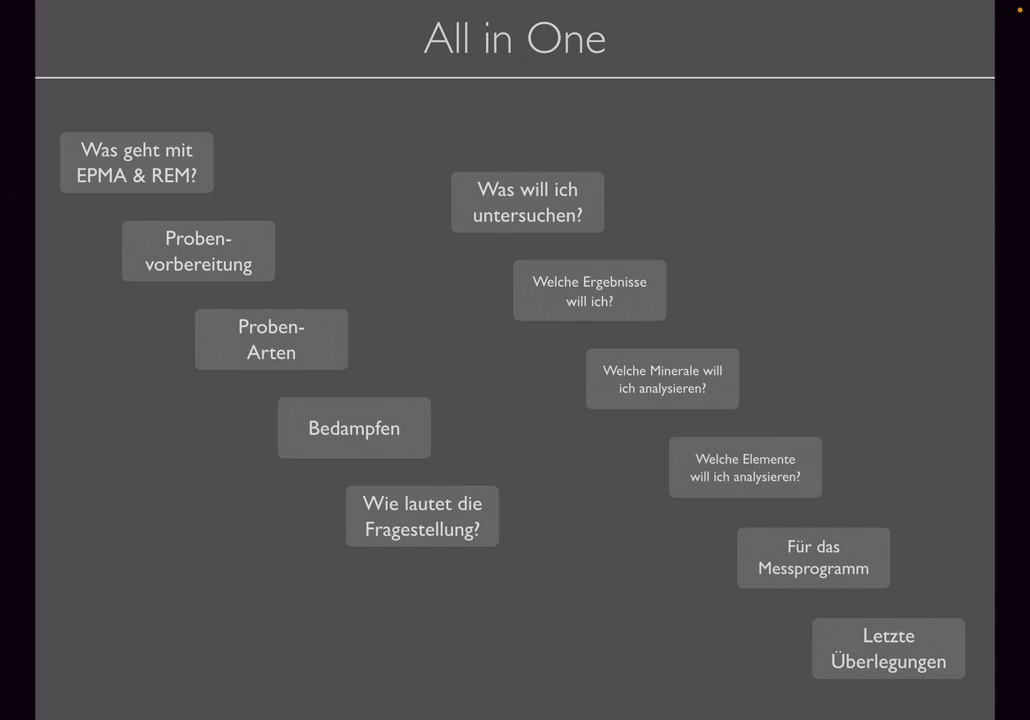 All in One
Was geht mit
EPMA & REM?
Proben-
vorbereitung
Proben-
Arten
Bedampfen
Wie lautet die
Fragestellung?
Was will ich
untersuchen?
Welche Ergebnisse
will ich?
Welche Minerale will
ich analysieren?
Welche Elemente
will ich analysieren?
Für das
Messprogramm
Letzte
Überlegungen